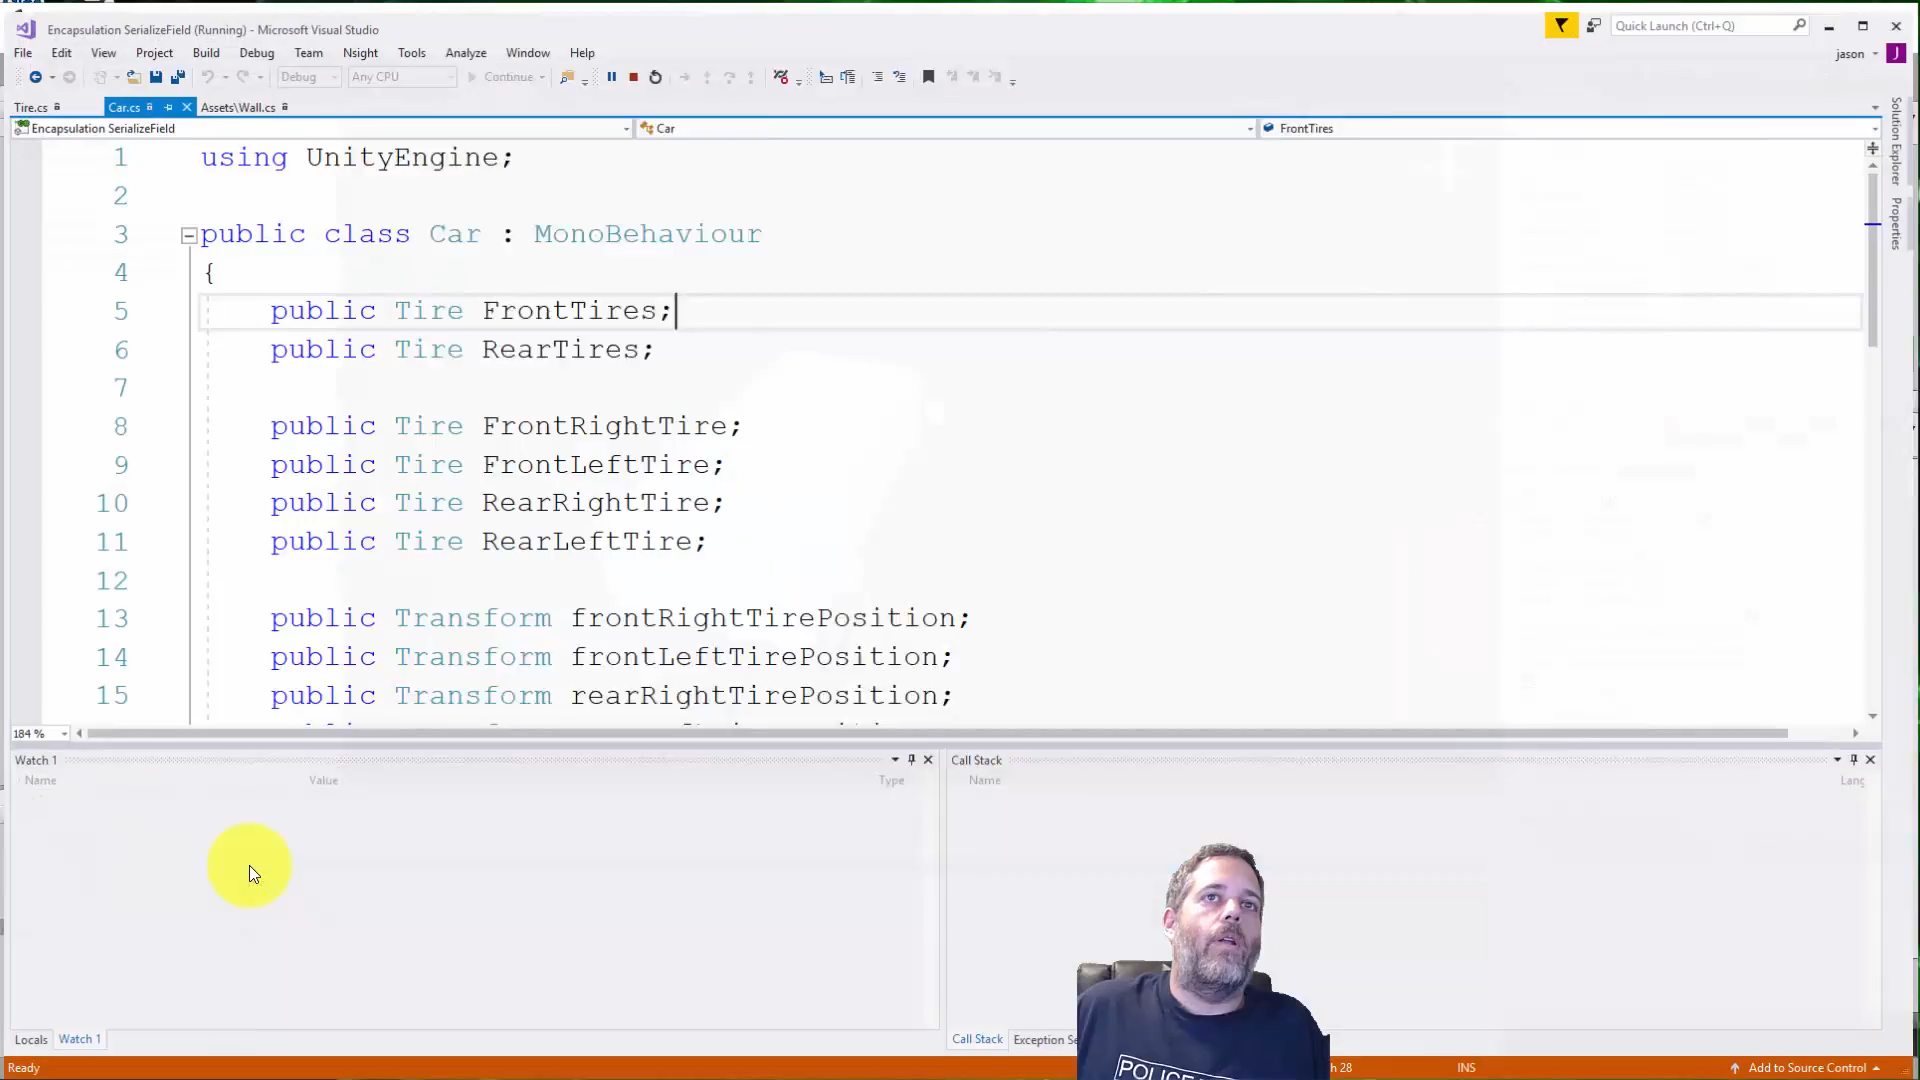 Encapsulation SerializeField (Running) - Microsoft Visual Studio
Quick Launch (Ctrl+Q)
File Edit View Project Build Debug Team Nsight Tools Analyze Window Help
jason J
Debug Any CPU Continue
Tire.cs Car.cs Assets\Wall.cs
Encapsulation SerializeField Car FrontTires
1 using UnityEngine;
2
3 public class Car : MonoBehaviour
4 {
5 public Tire FrontTires;
6 public Tire RearTires;
7
8 public Tire FrontRightTire;
9 public Tire FrontLeftTire;
10 public Tire RearRightTire;
11 public Tire RearLeftTire;
12
13 public Transform frontRightTirePosition;
14 public Transform frontLeftTirePosition;
15 public Transform rearRightTirePosition;
184 %
Solution Explorer
Properties
Watch 1
Name Value Type
Call Stack
Name Lang
POLICE
Locals Watch 1
Call Stack Exception Se
Ready
h 28 INS Add to Source Control